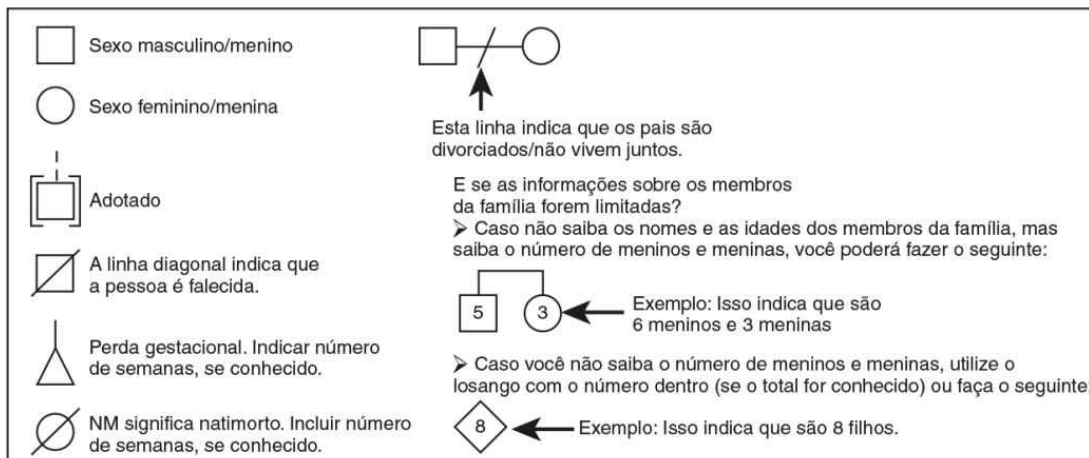 Sexo masculino/menino
Sexo feminino/menina
Adotado
A linha diagonal indica que
a pessoa é falecida.
Perda gestacional. Indicar número
de semanas, se conhecido.
NM significa natimorto. Incluir número
de semanas, se conhecido.
Esta linha indica que os pais são
divorciados/não vivem juntos.
E se as informações sobre os membros
da família forem limitadas?
➢ Caso não saiba os nomes e as idades dos membros da família, mas
saiba o número de meninos e meninas, você poderá fazer o seguinte:
5 3 Exemplo: Isso indica que são
6 meninos e 3 meninas
➢ Caso você não saiba o número de meninos e meninas, utilize o
losango com o número dentro (se o total for conhecido) ou faça o seguinte:
8 Exemplo: Isso indica que são 8 filhos.